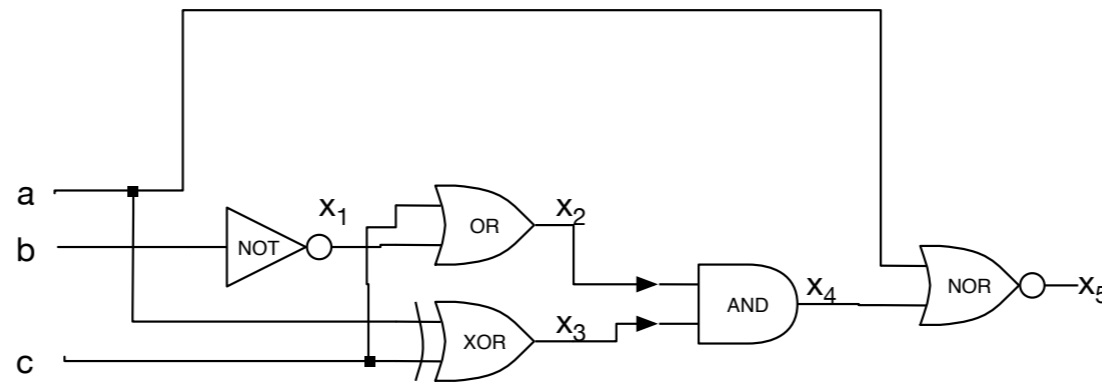 a
b
c
NOT
x₁
OR
x₂
XOR
x₃
AND
x₄
NOR
x₅